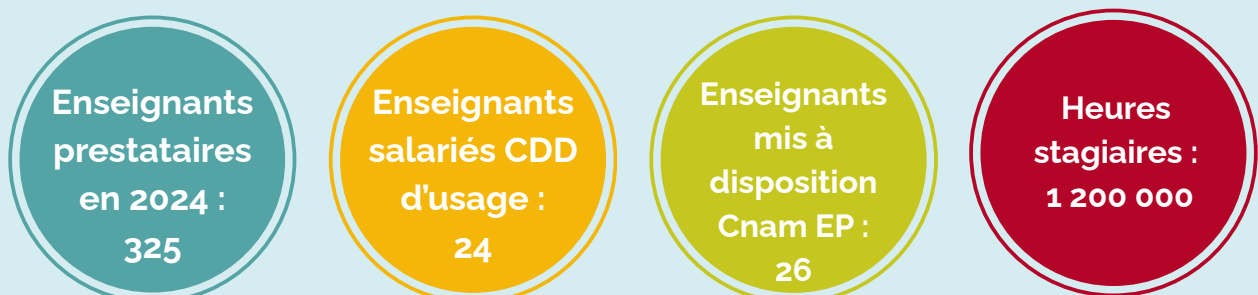 Enseignants
prestataires
en 2024 :
325
Enseignants
salariés CDD
d'usage :
24
Enseignants
mis à
disposition
Cnam EP :
26
Heures
stagiaires :
1 200 000